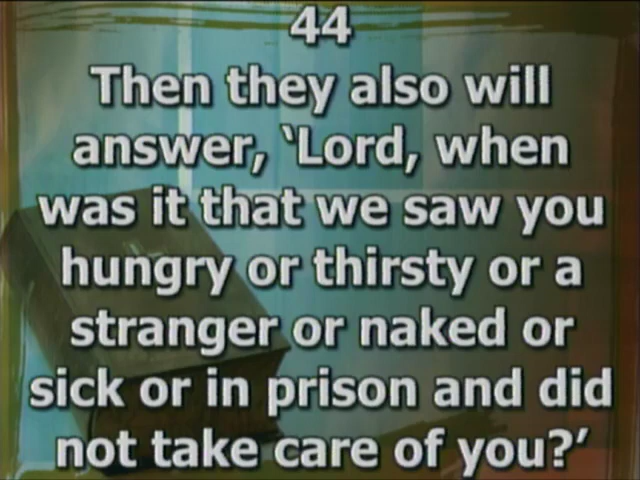 44
Then they also will
answer, ‘Lord, when
was it that we saw you
hungry or thirsty or a
stranger or naked or
sick or in prison and did
not take care of you?’